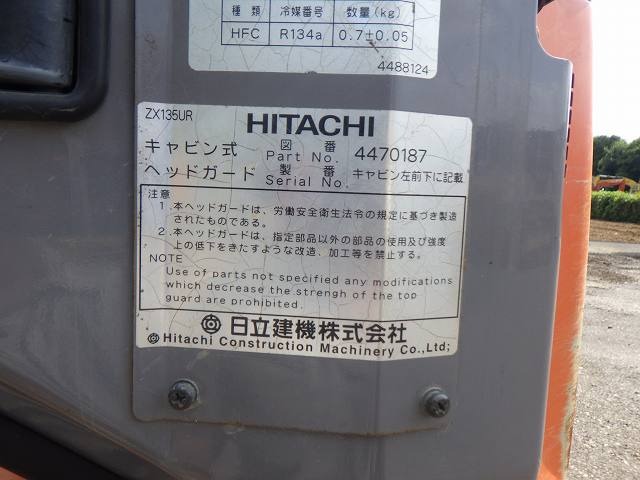 種 類 冷媒番号 数量(kg)
HFC R134a 0.7±0.05
4488124
ZX135UR
HITACHI
キャビン式 図 番 Part No. 4470187
ヘッドガード 製 番 Serial No. キャビン左前下に記載
注意
1.本ヘッドガードは、労働安全衛生法令の規定に基づき製造
されたものである。
2.本ヘッドガードは、指定部品以外の部品の使用及び強度
上の低下をきたすような改造、加工等を禁止する。
NOTE
Use of parts not specified any modifications
which decrease the strengh of the top
guard are prohibited.
日立建機株式会社
Hitachi Construction Machinery Co.,Ltd;